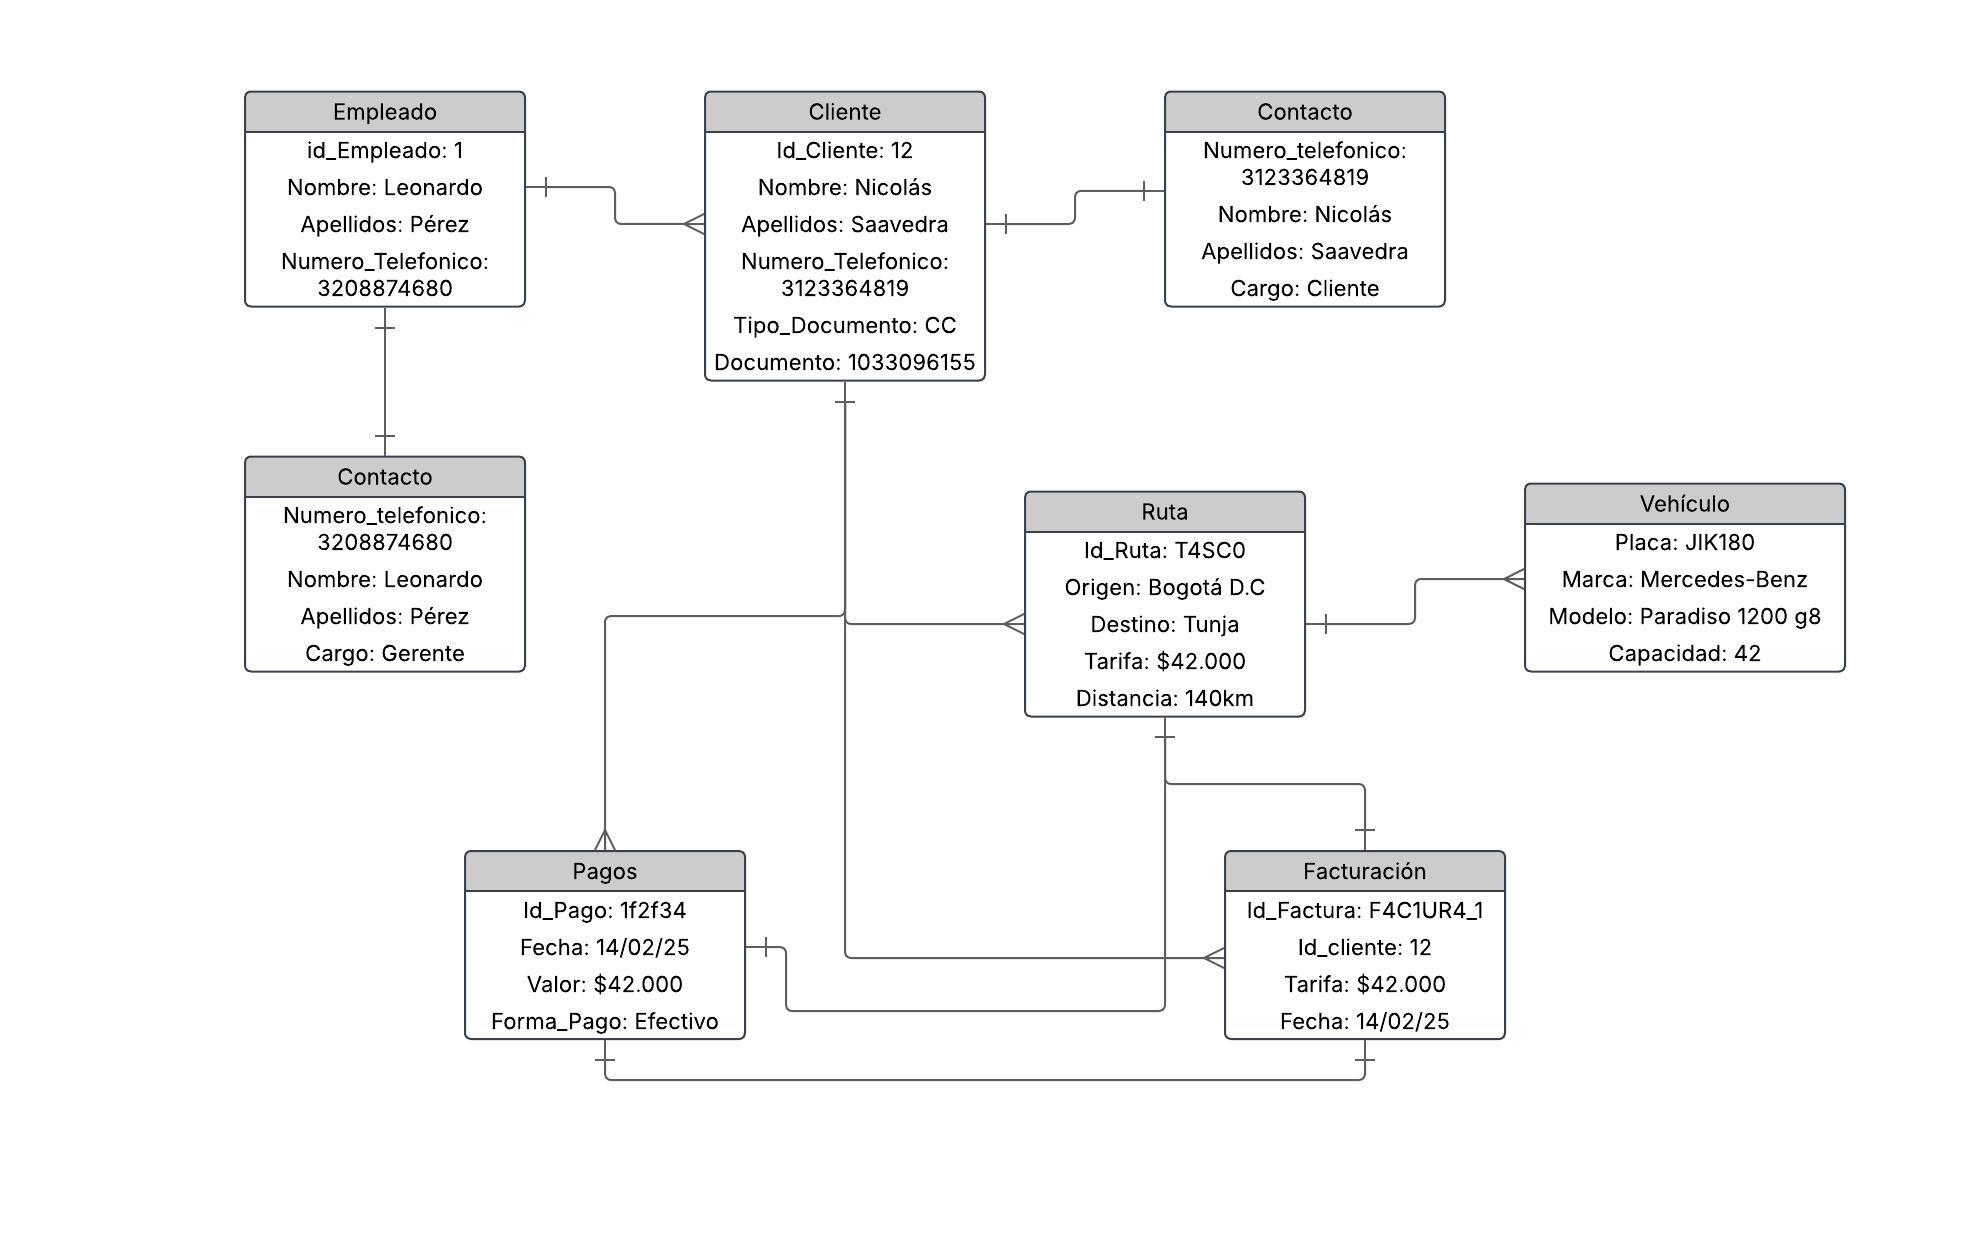 Empleado
id_Empleado: 1
Nombre: Leonardo
Apellidos: Pérez
Numero_Telefonico:
3208874680
Cliente
Id_Cliente: 12
Nombre: Nicolás
Apellidos: Saavedra
Numero_Telefonico:
3123364819
Tipo_Documento: CC
Documento: 1033096155
Contacto
Numero_telefonico:
3123364819
Nombre: Nicolás
Apellidos: Saavedra
Cargo: Cliente
Contacto
Numero_telefonico:
3208874680
Nombre: Leonardo
Apellidos: Pérez
Cargo: Gerente
Ruta
Id_Ruta: T4SC0
Origen: Bogotá D.C
Destino: Tunja
Tarifa: $42.000
Distancia: 140km
Vehículo
Placa: JIK180
Marca: Mercedes-Benz
Modelo: Paradiso 1200 g8
Capacidad: 42
Pagos
Id_Pago: 1f2f34
Fecha: 14/02/25
Valor: $42.000
Forma_Pago: Efectivo
Facturación
Id_Factura: F4C1UR4_1
Id_cliente: 12
Tarifa: $42.000
Fecha: 14/02/25